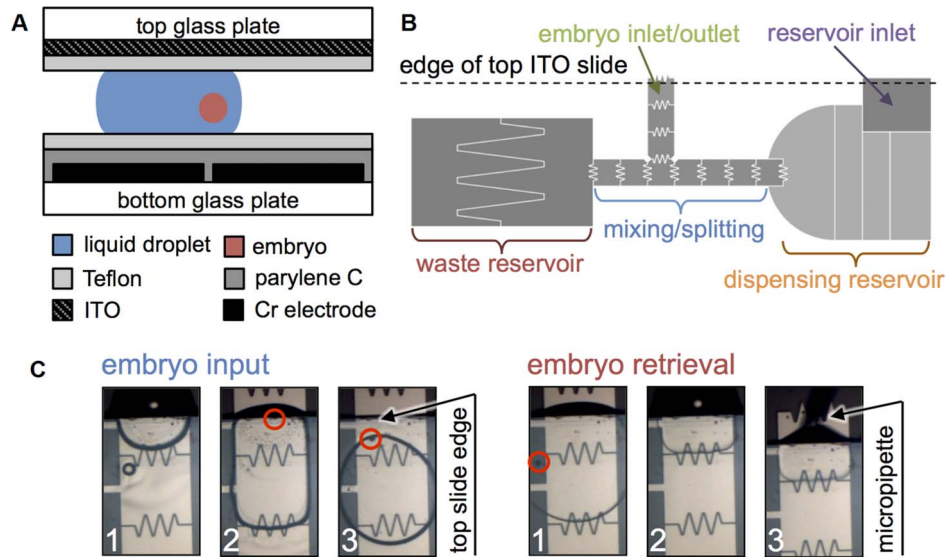 A
top glass plate
bottom glass plate
liquid droplet
embryo
Teflon
parylene C
ITO
Cr electrode
B
embryo inlet/outlet
reservoir inlet
edge of top ITO slide
mixing/splitting
waste reservoir
dispensing reservoir
C
embryo input
embryo retrieval
1
2
3
top slide edge
1
2
3
micropipette